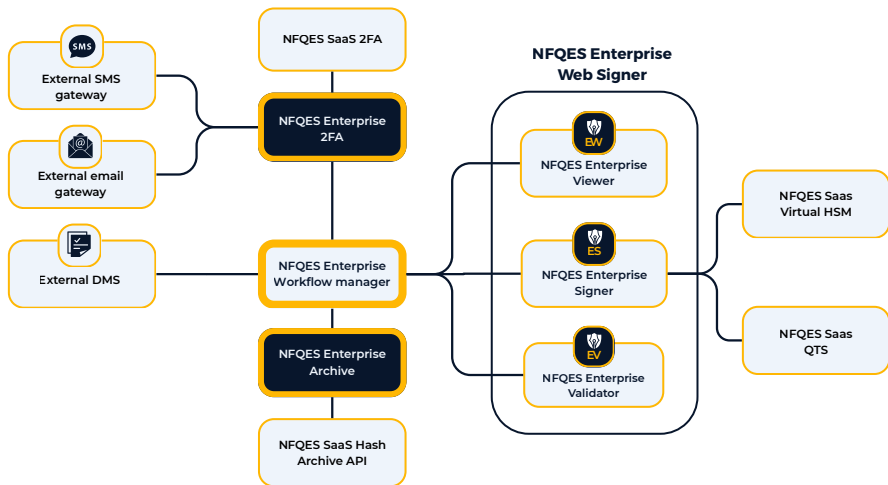 SMS
External SMS
gateway
@
External email
gateway
External DMS
NFQES SaaS 2FA
NFQES Enterprise
2FA
NFQES Enterprise
Workflow manager
NFQES Enterprise
Archive
NFQES SaaS Hash
Archive API
NFQES Enterprise
Web Signer
EW
NFQES Enterprise
Viewer
ES
NFQES Enterprise
Signer
EV
NFQES Enterprise
Validator
NFQES Saas
Virtual HSM
NFQES Saas
QTS